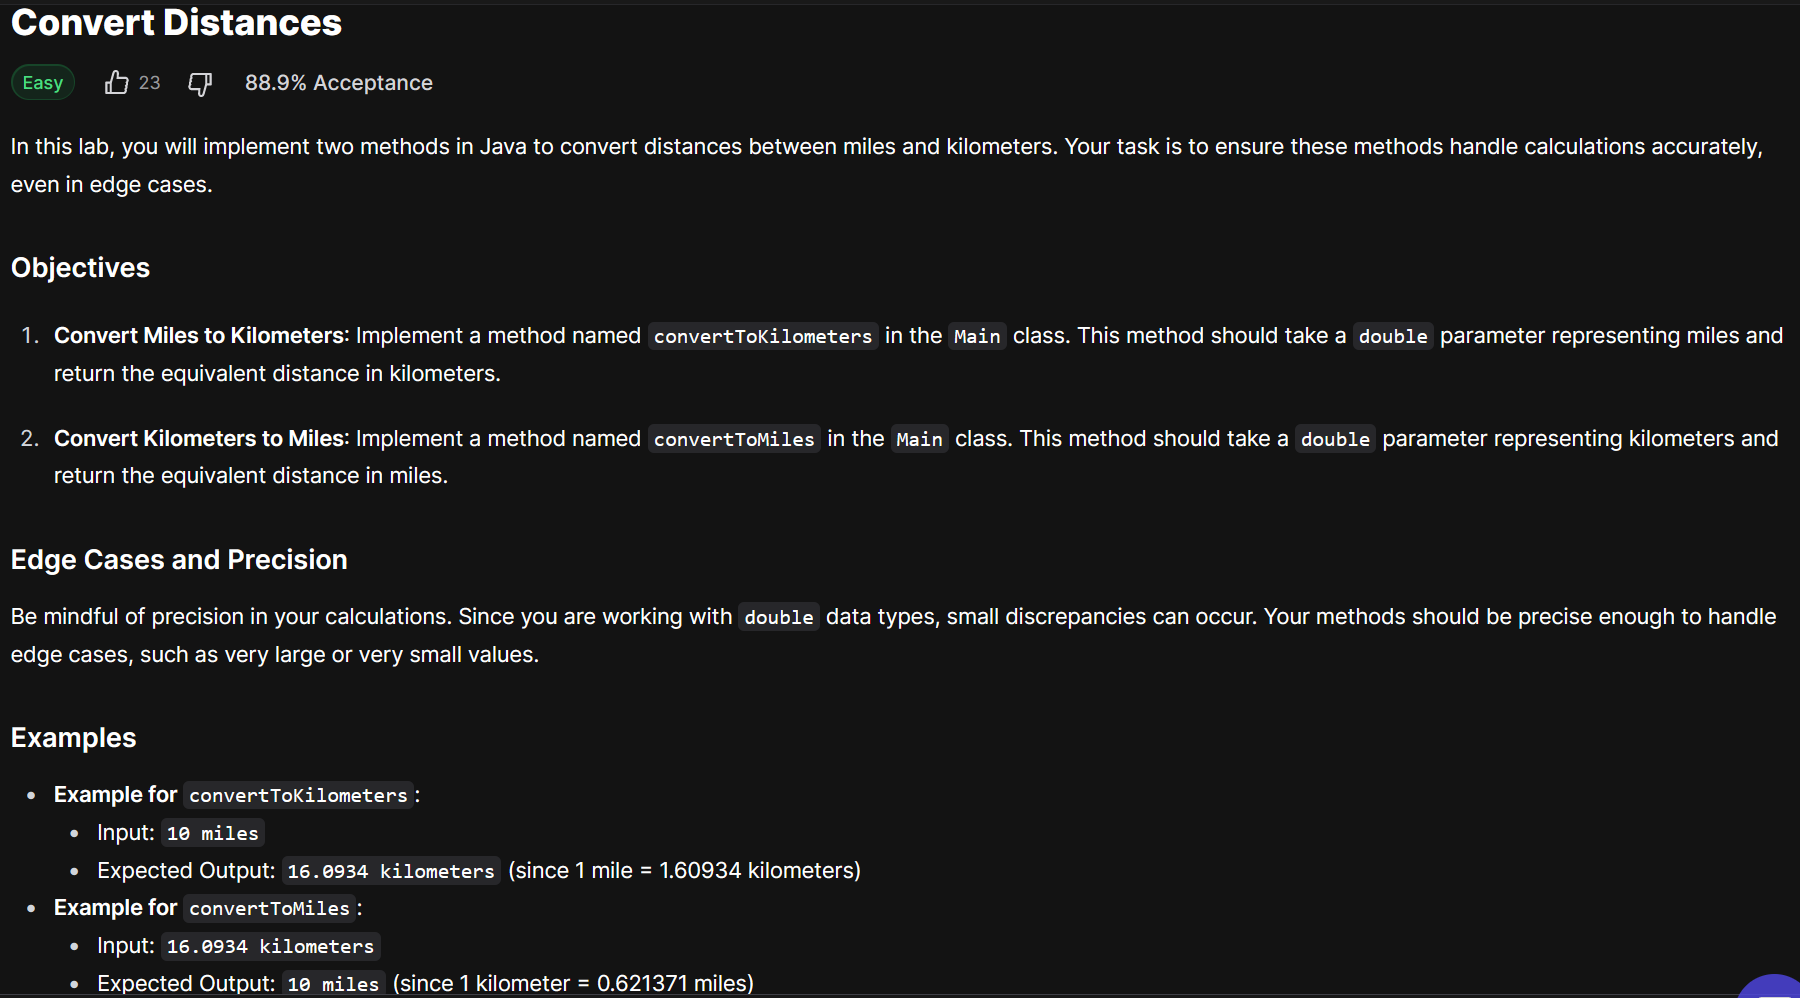 Convert Distances
Easy 23 88.9% Acceptance
In this lab, you will implement two methods in Java to convert distances between miles and kilometers. Your task is to ensure these methods handle calculations accurately,
even in edge cases.
Objectives
1. Convert Miles to Kilometers: Implement a method named convertToKilometers in the Main class. This method should take a double parameter representing miles and
return the equivalent distance in kilometers.
2. Convert Kilometers to Miles: Implement a method named convertToMiles in the Main class. This method should take a double parameter representing kilometers and
return the equivalent distance in miles.
Edge Cases and Precision
Be mindful of precision in your calculations. Since you are working with double data types, small discrepancies can occur. Your methods should be precise enough to handle
edge cases, such as very large or very small values.
Examples
• Example for convertToKilometers:
• Input: 10 miles
• Expected Output: 16.0934 kilometers (since 1 mile = 1.60934 kilometers)
• Example for convertToMiles:
• Input: 16.0934 kilometers
• Expected Output: 10 miles (since 1 kilometer = 0.621371 miles)